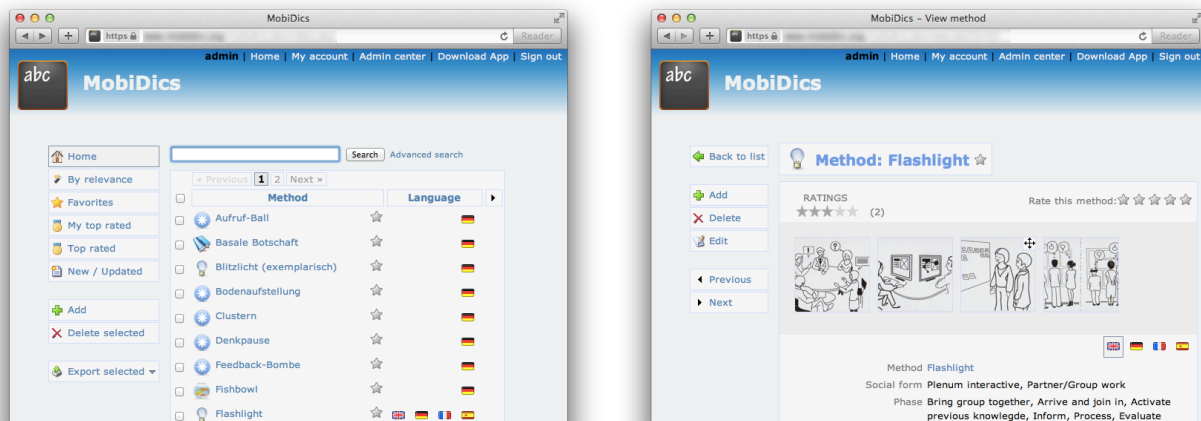 MobiDics
https
Reader
admin | Home | My account | Admin center | Download App | Sign out
abc
MobiDics
Home
Search Advanced search
By relevance
Favorites
My top rated
Top rated
New / Updated
Add
Delete selected
Export selected
« Previous 1 2 Next »
Method Language
Aufruf-Ball
Basale Botschaft
Blitzlicht (exemplarisch)
Bodenaufstellung
Clustern
Denkpause
Feedback-Bombe
Fishbowl
Flashlight
MobiDics – View method
https
Reader
admin | Home | My account | Admin center | Download App | Sign out
abc
MobiDics
Back to list
Method: Flashlight
Add
Delete
Edit
Previous
Next
RATINGS
(2)
Rate this method:
Method Flashlight
Social form Plenum interactive, Partner/Group work
Phase Bring group together, Arrive and join in, Activate
previous knowlegde, Inform, Process, Evaluate